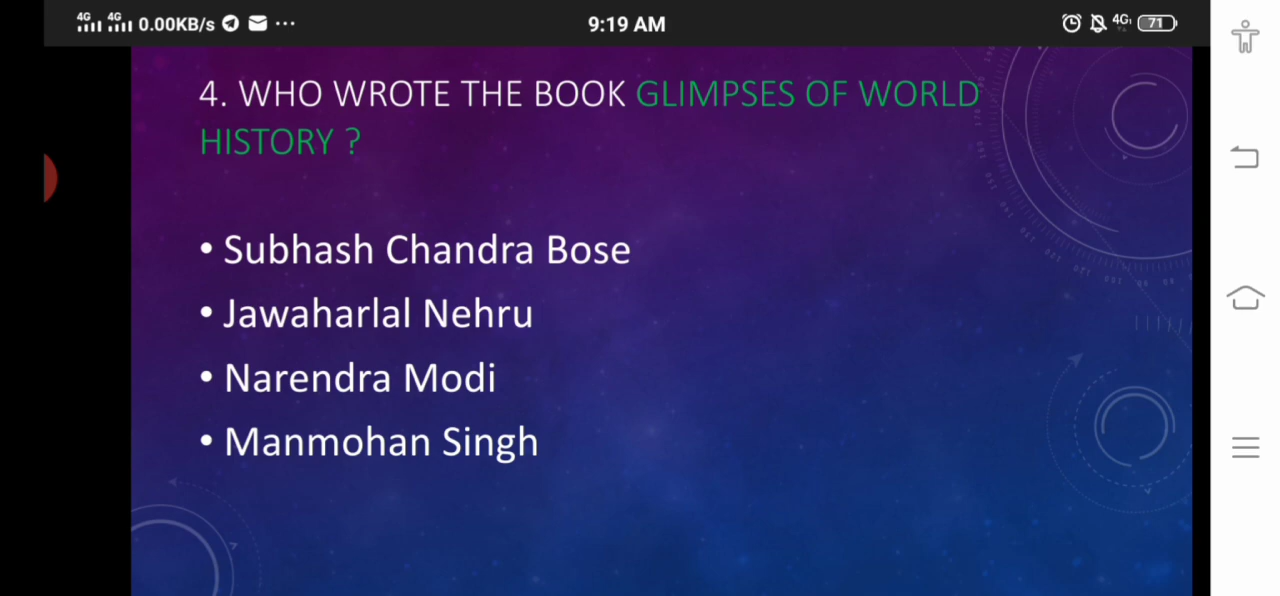 4G 4G 0.00KB/s ... 9:19 AM 4G 71
4. WHO WROTE THE BOOK GLIMPSES OF WORLD
HISTORY ?
• Subhash Chandra Bose
• Jawaharlal Nehru
• Narendra Modi
• Manmohan Singh